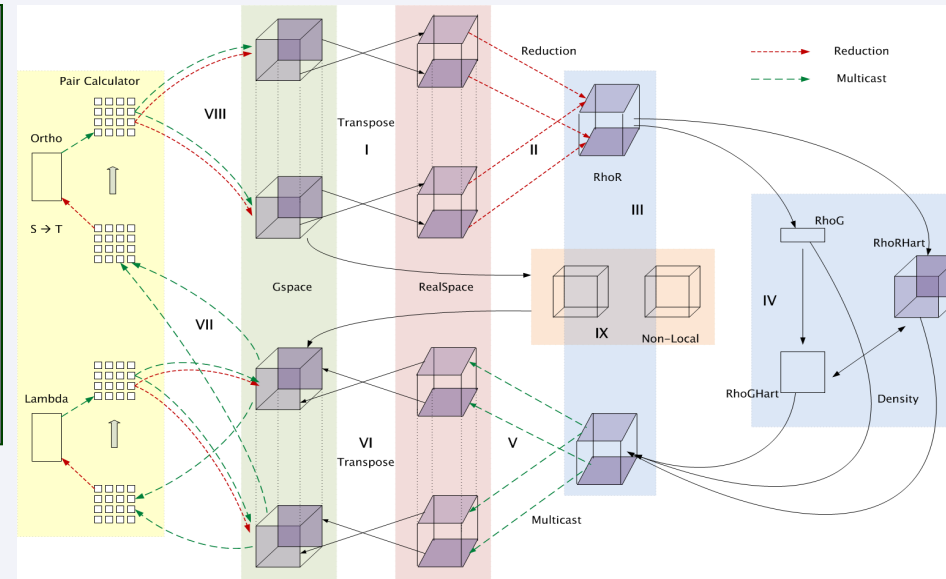 Pair Calculator
Ortho
S → T
Lambda
VIII
VII
Gspace
Transpose
I
VI
Transpose
RealSpace
Reduction
II
V
Multicast
RhoR
III
IX
Non-Local
Reduction
Multicast
RhoG
RhoRHart
IV
RhoGHart
Density